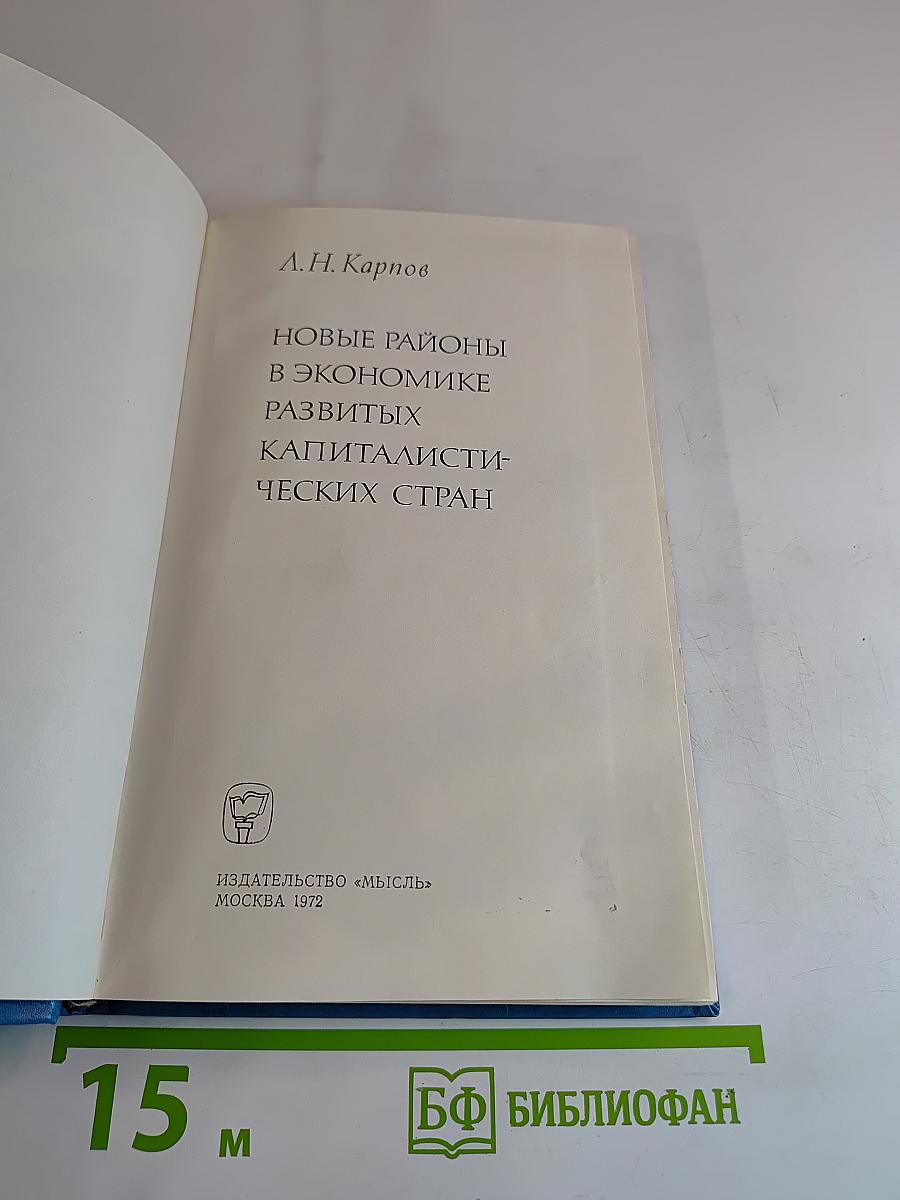 Л. Н. Карпов
НОВЫЕ РАЙОНЫ
В ЭКОНОМИКЕ
РАЗВИТЫХ
КАПИТАЛИСТИ-
ЧЕСКИХ СТРАН
ИЗДАТЕЛЬСТВО «МЫСЛЬ»
МОСКВА 1972
15 м
БФ БИБЛИОФАН